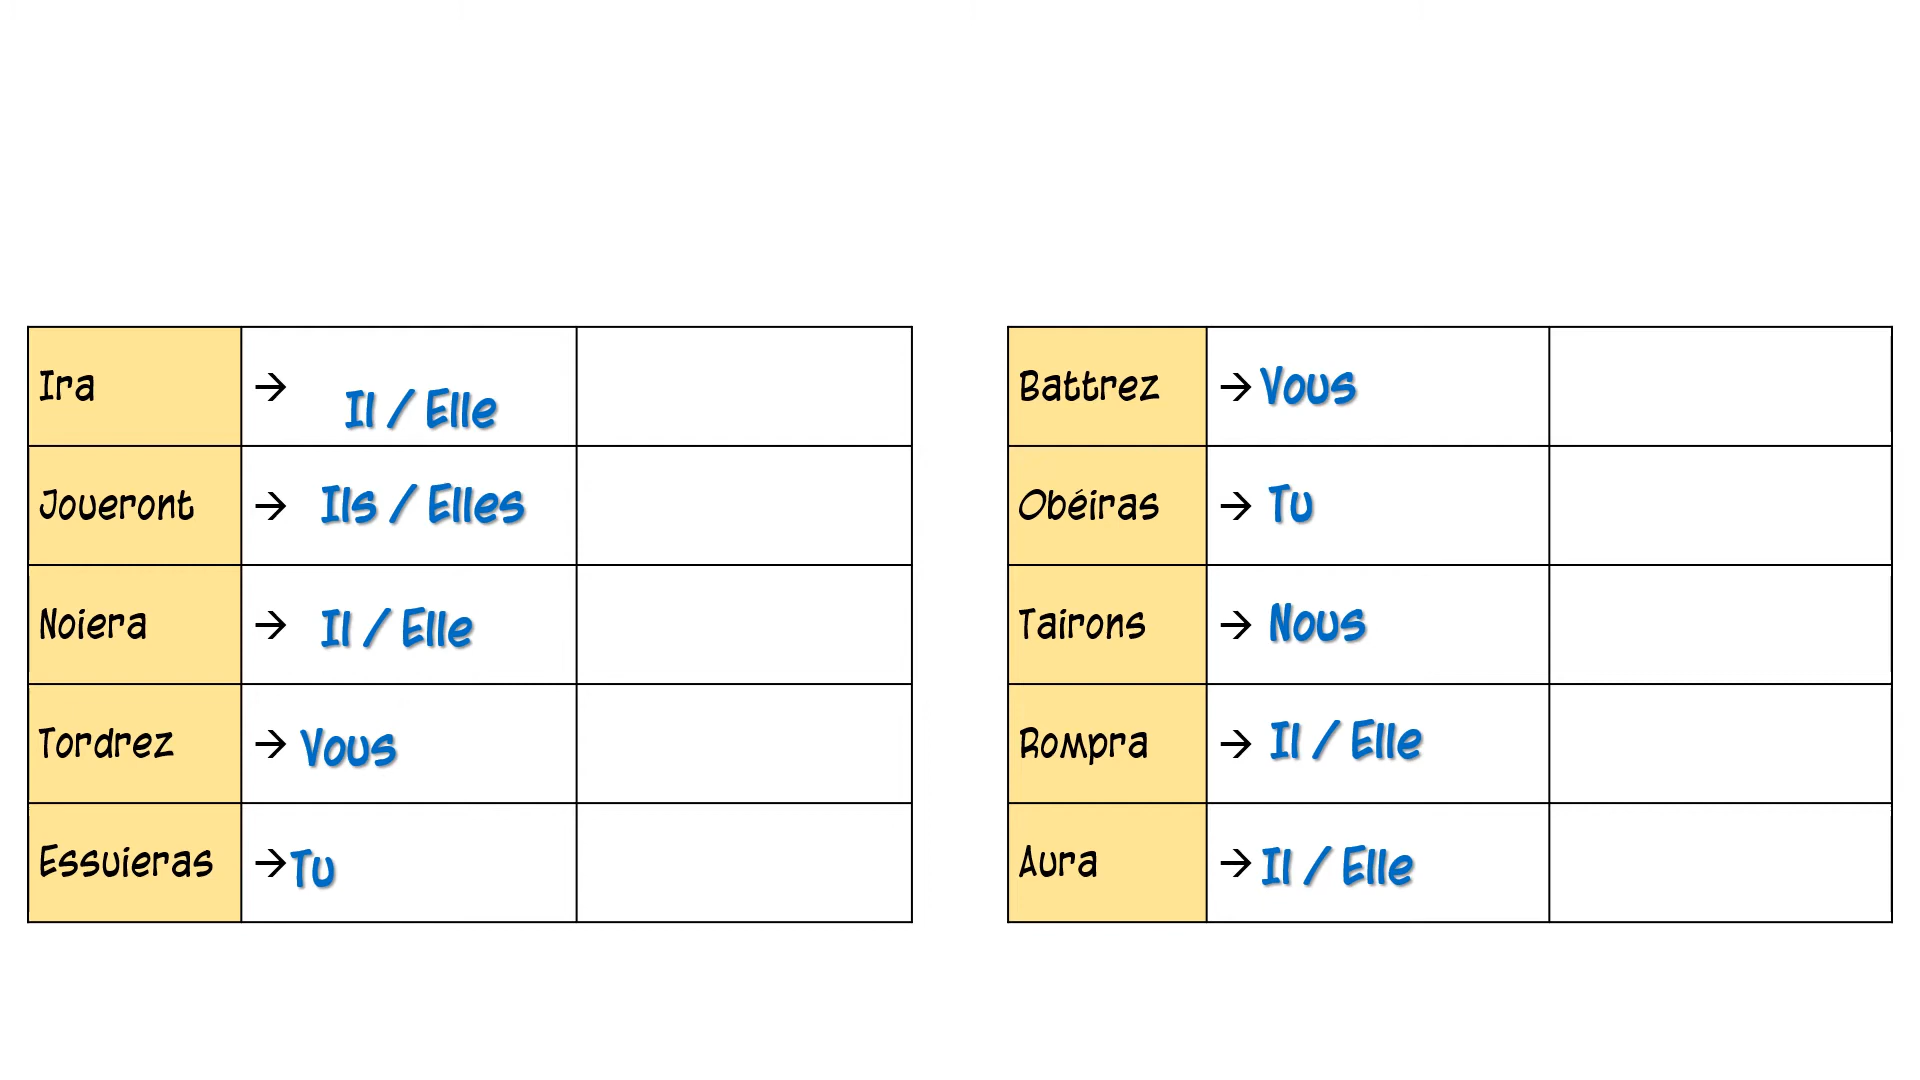 Ira → Il / Elle
Joueront → Ils / Elles
Noiera → Il / Elle
Tordrez → Vous
Essuieras → Tu
Battrez → Vous
Obéiras → Tu
Tairons → Nous
Rompra → Il / Elle
Aura → Il / Elle